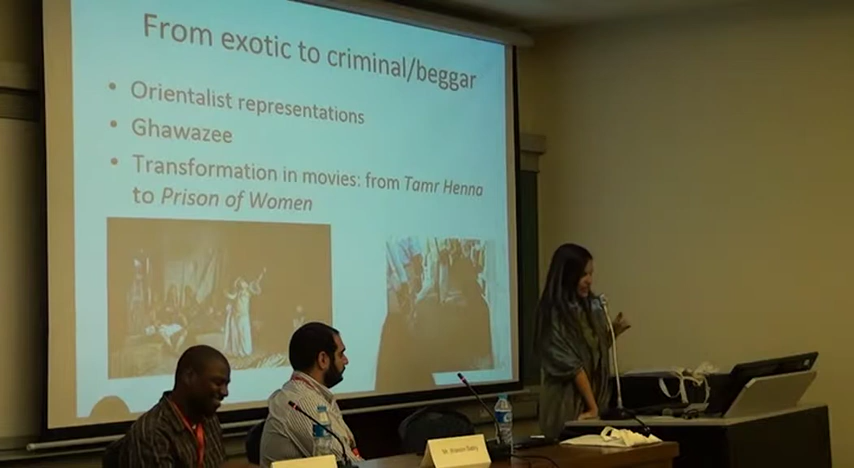 From exotic to criminal/beggar
• Orientalist representations
• Ghawazee
• Transformation in movies: from Tamr Henna
to Prison of Women